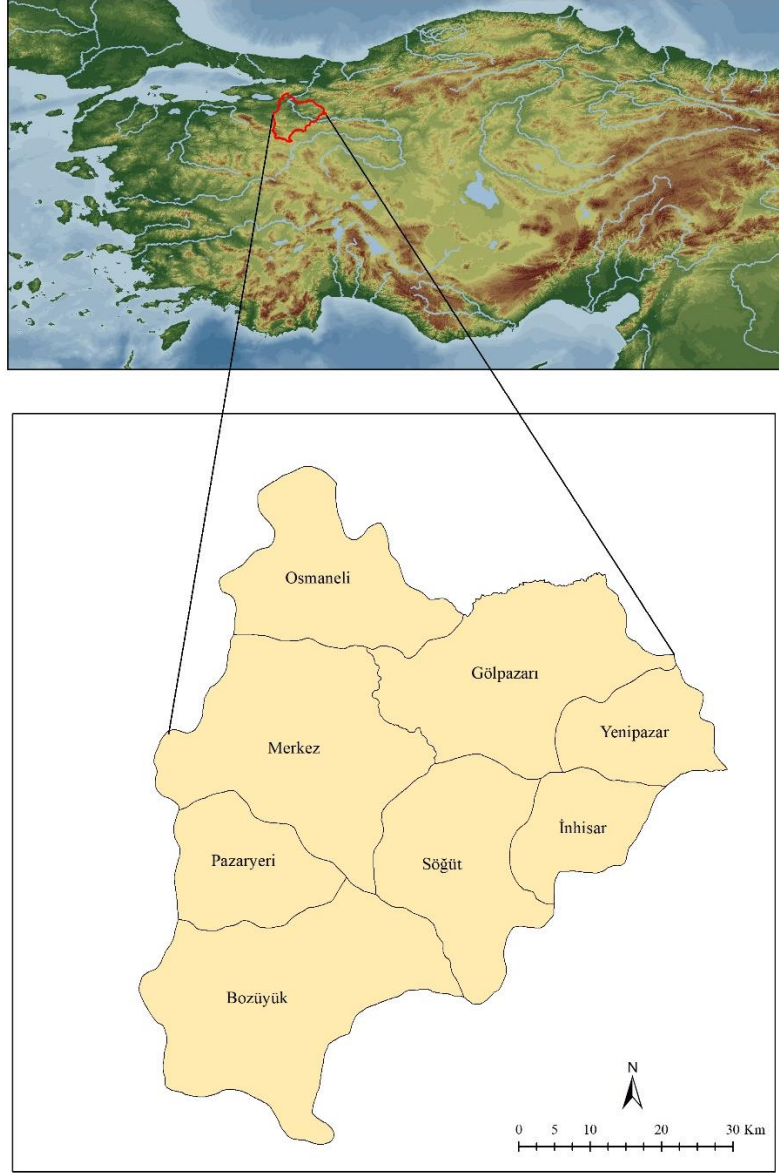 Osmaneli
Gölpazarı
Yenipazar
Merkez
İnhisar
Pazaryeri
Söğüt
Bozüyük
N
0 5 10 20 30 Km